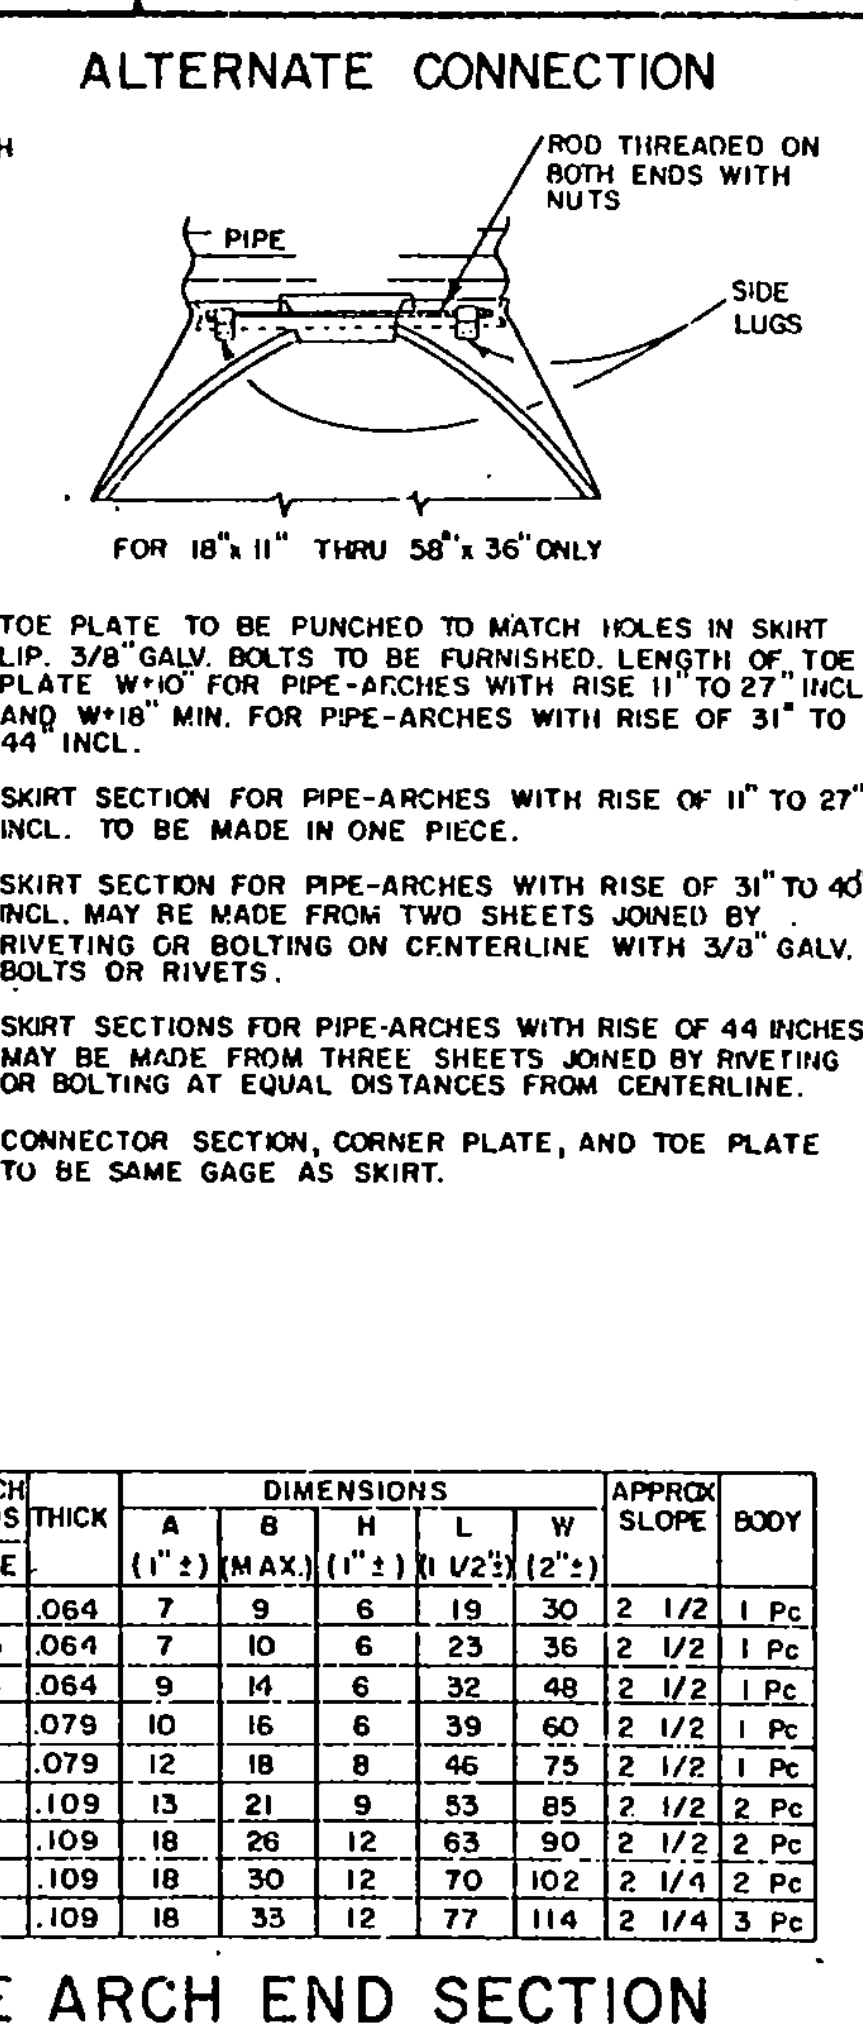 ALTERNATE CONNECTION
H
ROD THREADED ON
BOTH ENDS WITH
NUTS
PIPE
SIDE
LUGS
FOR 18" x 11" THRU 58" x 36" ONLY
TOE PLATE TO BE PUNCHED TO MATCH HOLES IN SKIRT
LIP. 3/8" GALV. BOLTS TO BE FURNISHED. LENGTH OF TOE
PLATE W+10" FOR PIPE-ARCHES WITH RISE 11" TO 27" INCL
AND W+18" MIN. FOR PIPE-ARCHES WITH RISE OF 31" TO
44" INCL.
SKIRT SECTION FOR PIPE-ARCHES WITH RISE OF 11" TO 27"
INCL. TO BE MADE IN ONE PIECE.
SKIRT SECTION FOR PIPE-ARCHES WITH RISE OF 31" TO 40"
INCL. MAY BE MADE FROM TWO SHEETS JOINED BY
RIVETING OR BOLTING ON CENTERLINE WITH 3/8" GALV.
BOLTS OR RIVETS.
SKIRT SECTIONS FOR PIPE-ARCHES WITH RISE OF 44 INCHES
MAY BE MADE FROM THREE SHEETS JOINED BY RIVETING
OR BOLTING AT EQUAL DISTANCES FROM CENTERLINE.
CONNECTOR SECTION, CORNER PLATE, AND TOE PLATE
TO BE SAME GAGE AS SKIRT.
CH THICK DIMENSIONS APPROX SLOPE BODY
S A B H L W
E (1" ±) (MAX.) (1" ±) (1 1/2" ±) (2" ±)
.064 7 9 6 19 30 2 1/2 1 Pc
.064 7 10 6 23 36 2 1/2 1 Pc
.064 9 14 6 32 48 2 1/2 1 Pc
.079 10 16 6 39 60 2 1/2 1 Pc
.079 12 18 8 46 75 2 1/2 1 Pc
.109 13 21 9 53 85 2 1/2 2 Pc
.109 18 26 12 63 90 2 1/2 2 Pc
.109 18 30 12 70 102 2 1/4 2 Pc
.109 18 33 12 77 114 2 1/4 3 Pc
E ARCH END SECTION